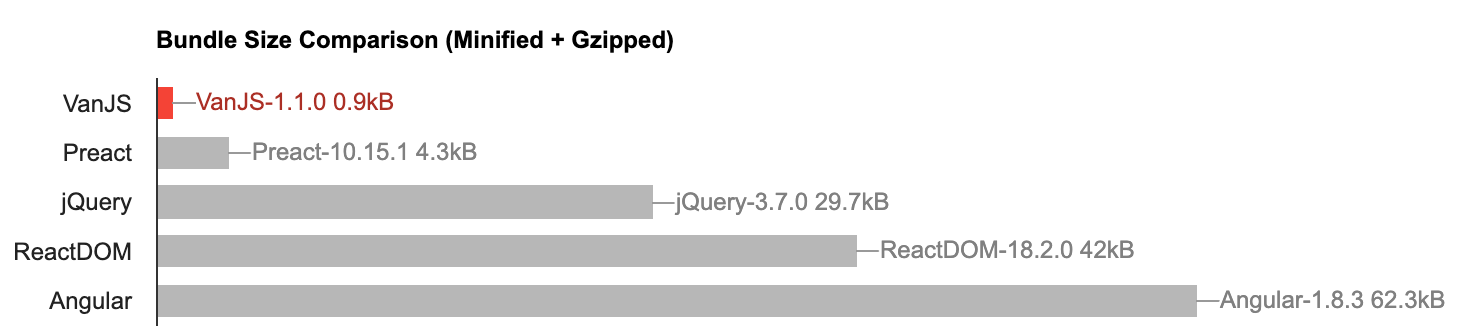 Bundle Size Comparison (Minified + Gzipped)
VanJS VanJS-1.1.0 0.9kB
Preact Preact-10.15.1 4.3kB
jQuery jQuery-3.7.0 29.7kB
ReactDOM ReactDOM-18.2.0 42kB
Angular Angular-1.8.3 62.3kB